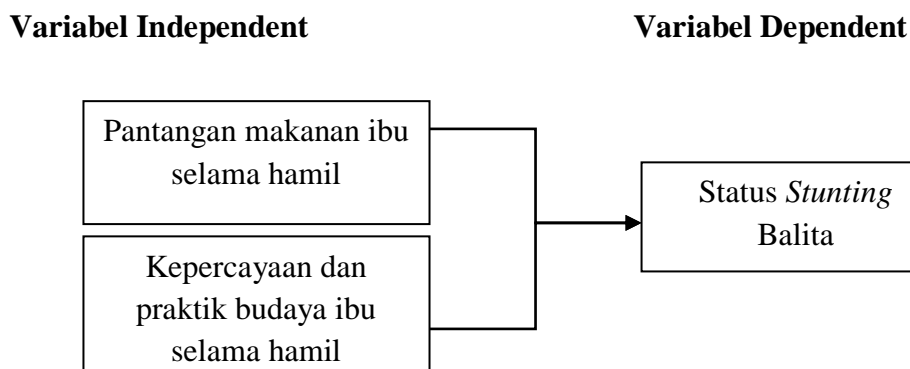 Variabel Independent
Variabel Dependent
Pantangan makanan ibu
selama hamil
Kepercayaan dan
praktik budaya ibu
selama hamil
Status Stunting
Balita